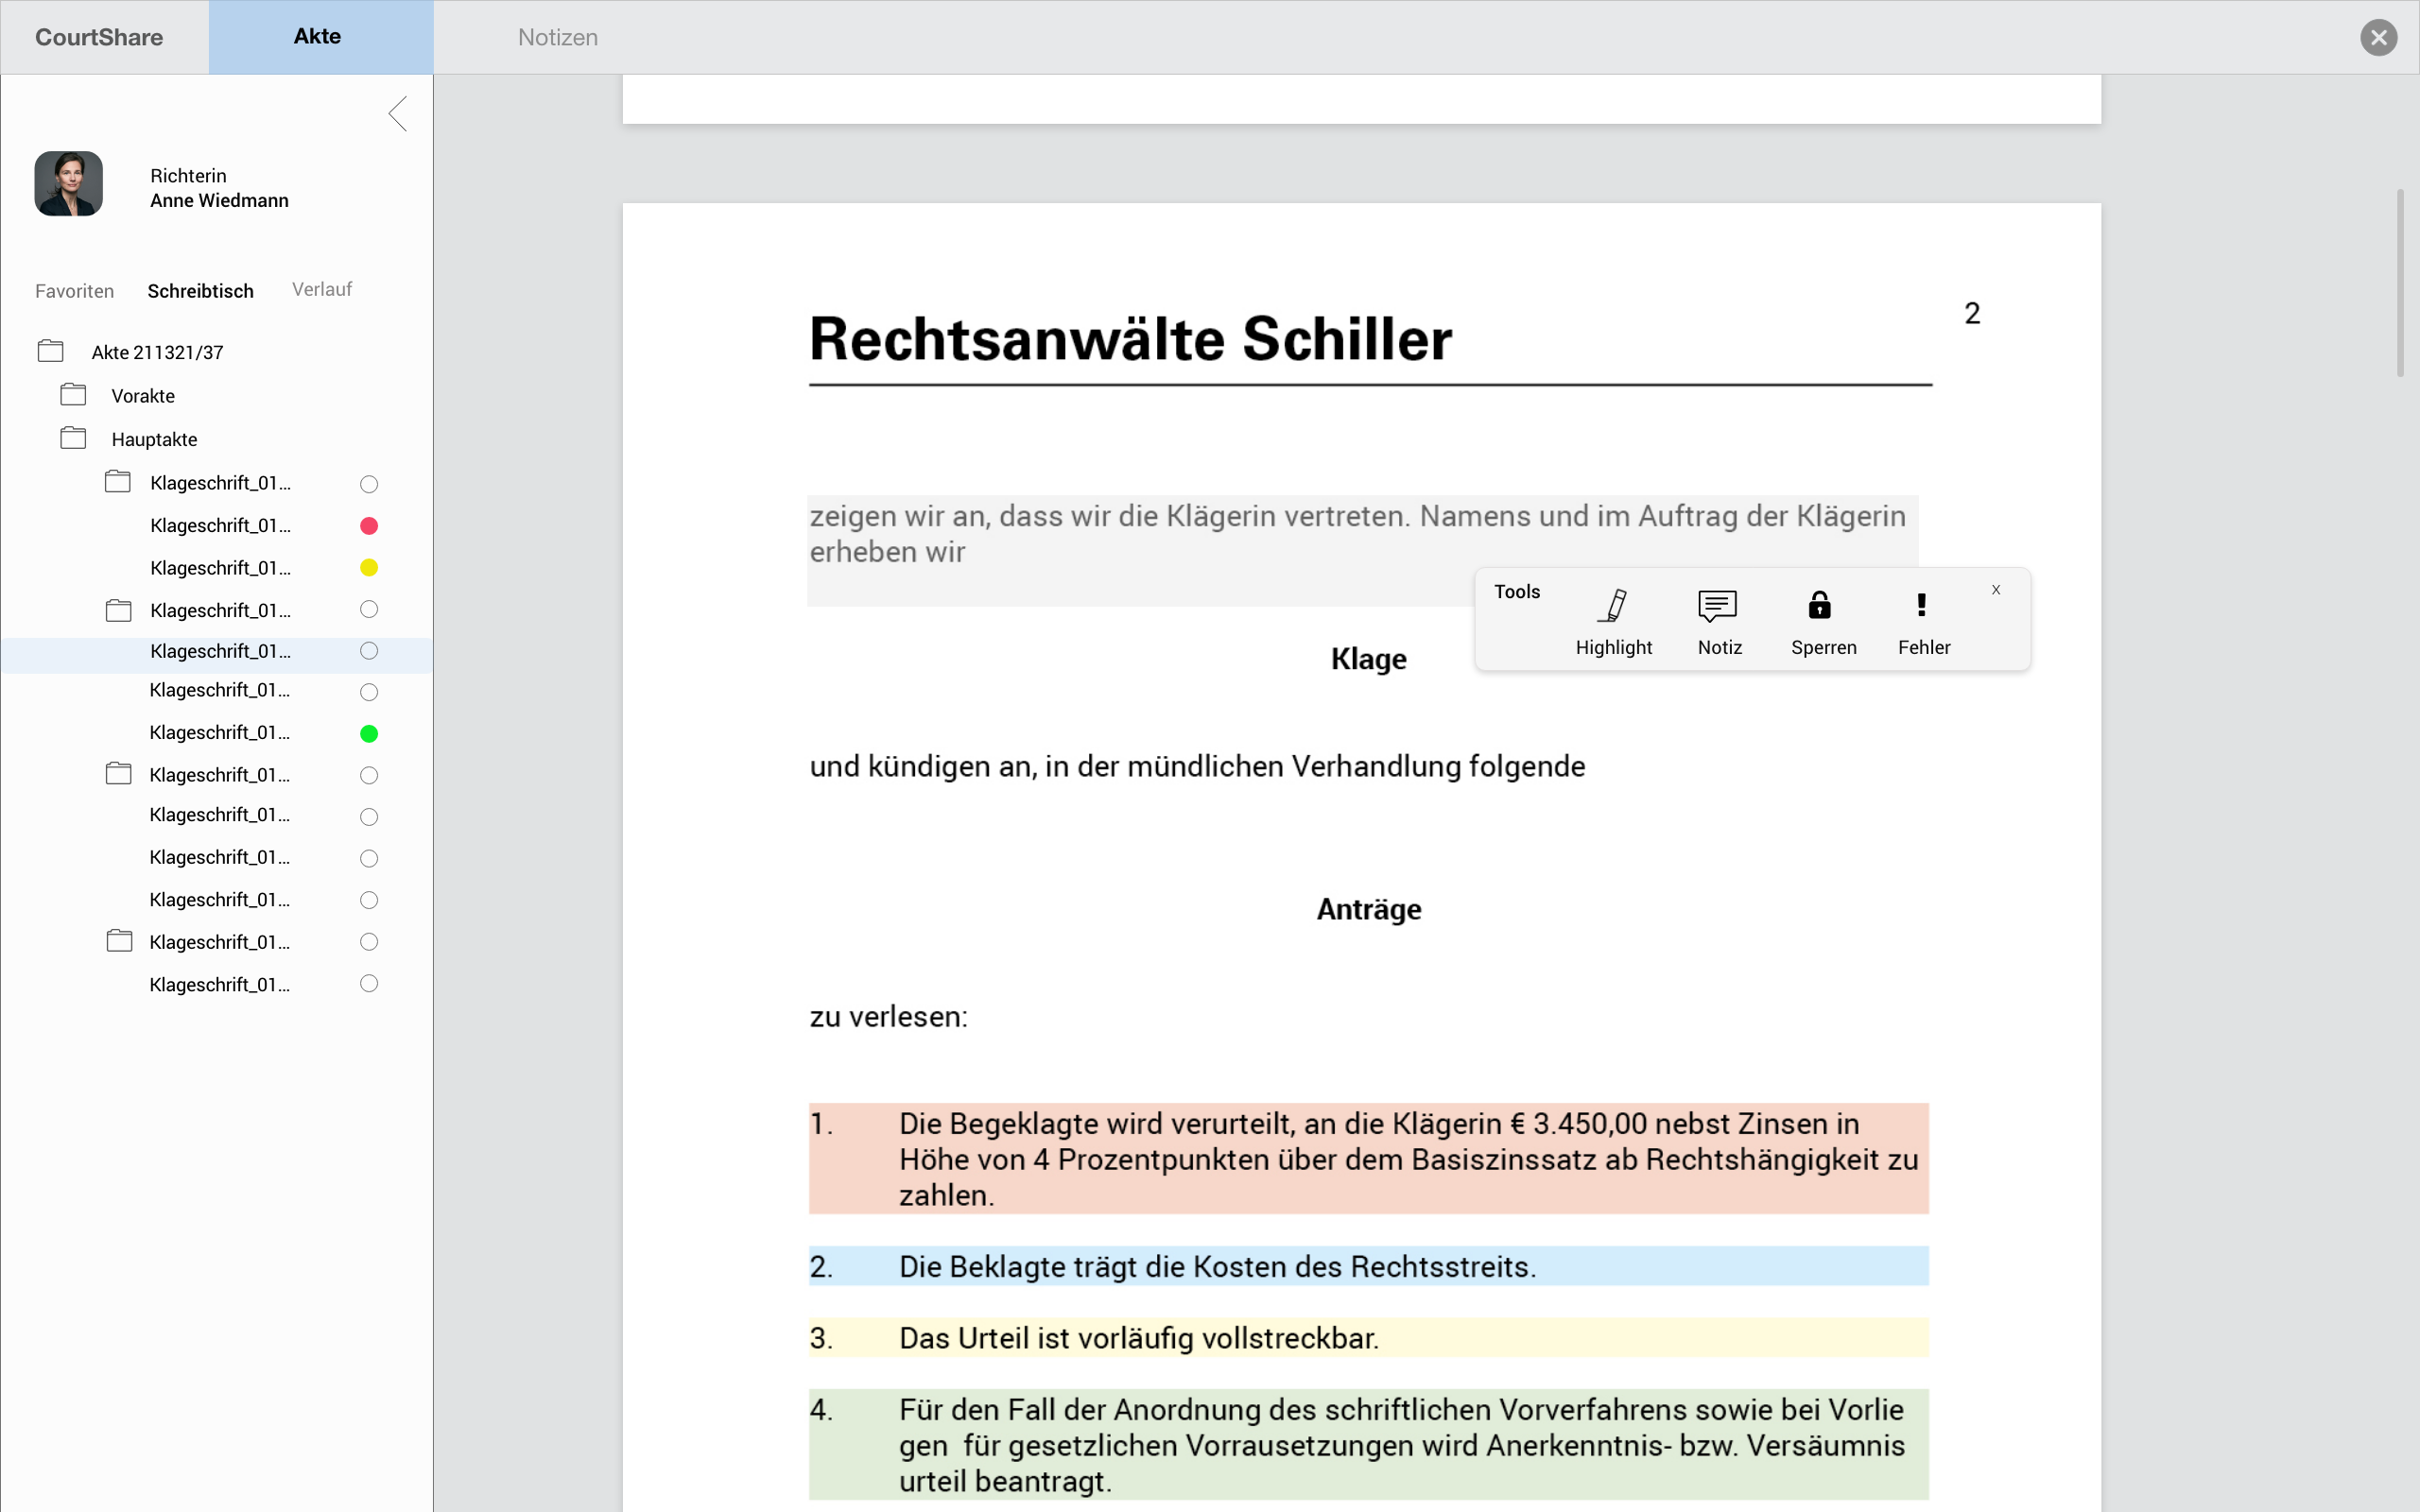 CourtShare
Akte
Notizen
Richterin
Anne Wiedmann
Favoriten
Schreibtisch
Verlauf
Akte 211321/37
Vorakte
Hauptakte
Klageschrift_01...
Klageschrift_01...
Klageschrift_01...
Klageschrift_01...
Klageschrift_01...
Klageschrift_01...
Klageschrift_01...
Klageschrift_01...
Klageschrift_01...
Klageschrift_01...
Klageschrift_01...
Klageschrift_01...
Klageschrift_01...
2
Rechtsanwälte Schiller
zeigen wir an, dass wir die Klägerin vertreten. Namens und im Auftrag der Klägerin
erheben wir
Tools
Highlight
Notiz
Sperren
Fehler
x
Klage
und kündigen an, in der mündlichen Verhandlung folgende
Anträge
zu verlesen:
1. Die Begeklagte wird verurteilt, an die Klägerin € 3.450,00 nebst Zinsen in
Höhe von 4 Prozentpunkten über dem Basiszinssatz ab Rechtshängigkeit zu
zahlen.
2. Die Beklagte trägt die Kosten des Rechtsstreits.
3. Das Urteil ist vorläufig vollstreckbar.
4. Für den Fall der Anordnung des schriftlichen Vorverfahrens sowie bei Vorlie
gen für gesetzlichen Vorrausetzungen wird Anerkenntnis- bzw. Versäumnis
urteil beantragt.